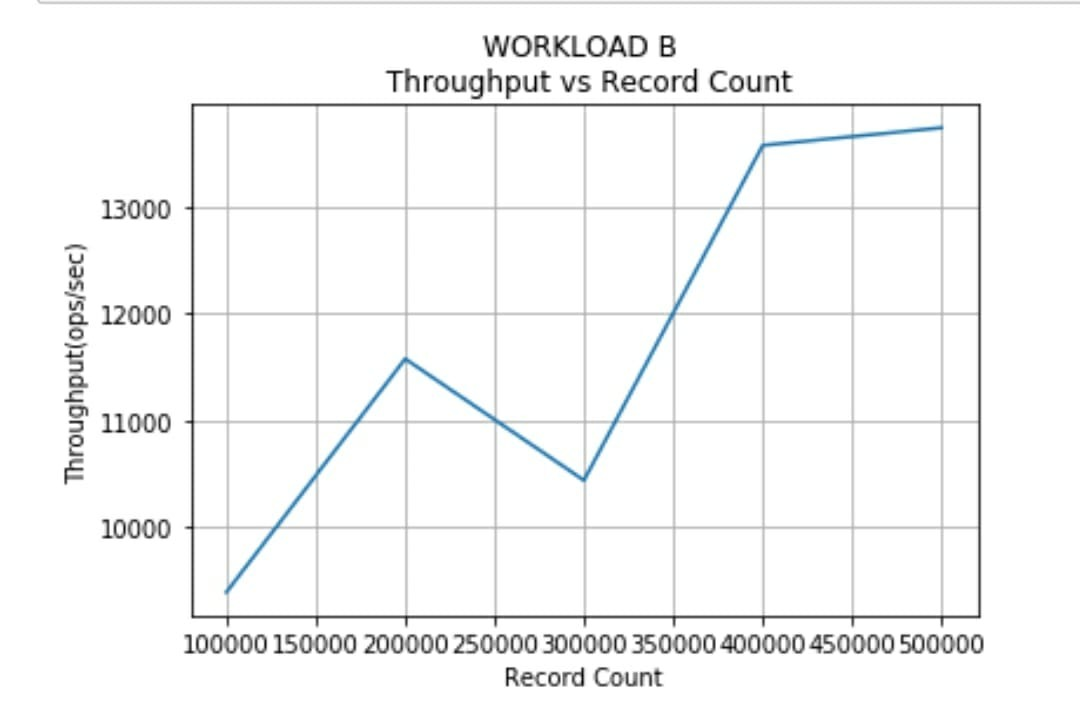 WORKLOAD B
Throughput vs Record Count
Throughput(ops/sec)
13000
12000
11000
10000
100000 150000 200000 250000 300000 350000 400000 450000 500000
Record Count